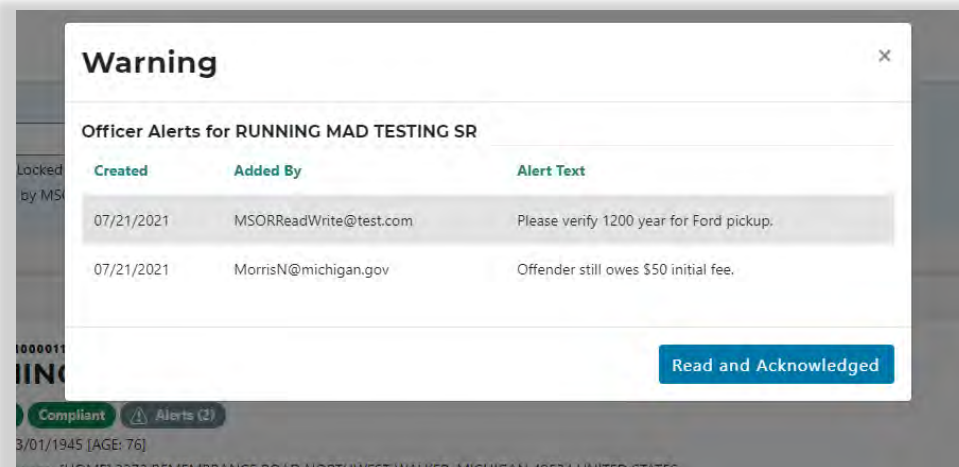 Warning ×
Officer Alerts for RUNNING MAD TESTING SR
Locked
Created Added By Alert Text
by MS
07/21/2021 MSORReadWrite@test.com Please verify 1200 year for Ford pickup.
07/21/2021 MorrisN@michigan.gov Offender still owes $50 initial fee.
Read and Acknowledged
Compliant Alerts (2)
3/01/1945 [AGE: 76]